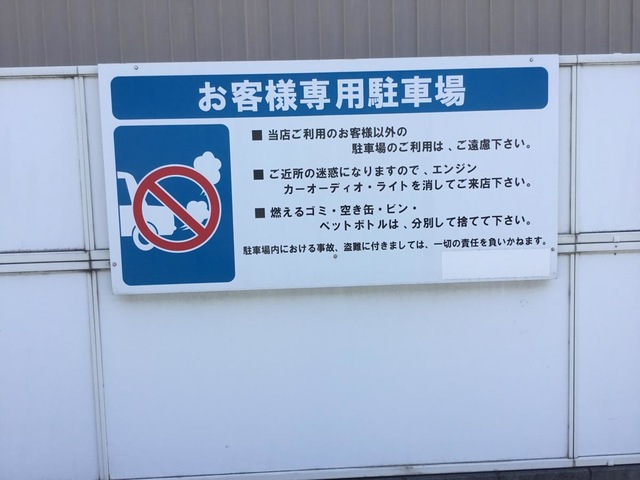 お客様専用駐車場
■ 当店ご利用のお客様以外の
駐車場のご利用は、ご遠慮下さい。
■ ご近所の迷惑になりますので、エンジン
カーオーディオ・ライトを消してご来店下さい。
■ 燃えるゴミ・空き缶・ビン・
ペットボトルは、分別して捨てて下さい。
駐車場内における事故、盗難に付きましては、一切の責任を負いかねます。